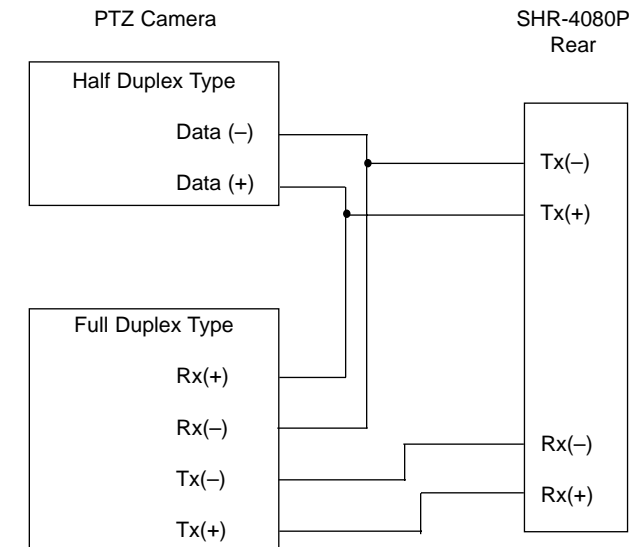 PTZ Camera
SHR-4080P
Rear
Half Duplex Type
Data (–)
Data (+)
Tx(–)
Tx(+)
Full Duplex Type
Rx(+)
Rx(–)
Tx(–)
Tx(+)
Rx(–)
Rx(+)